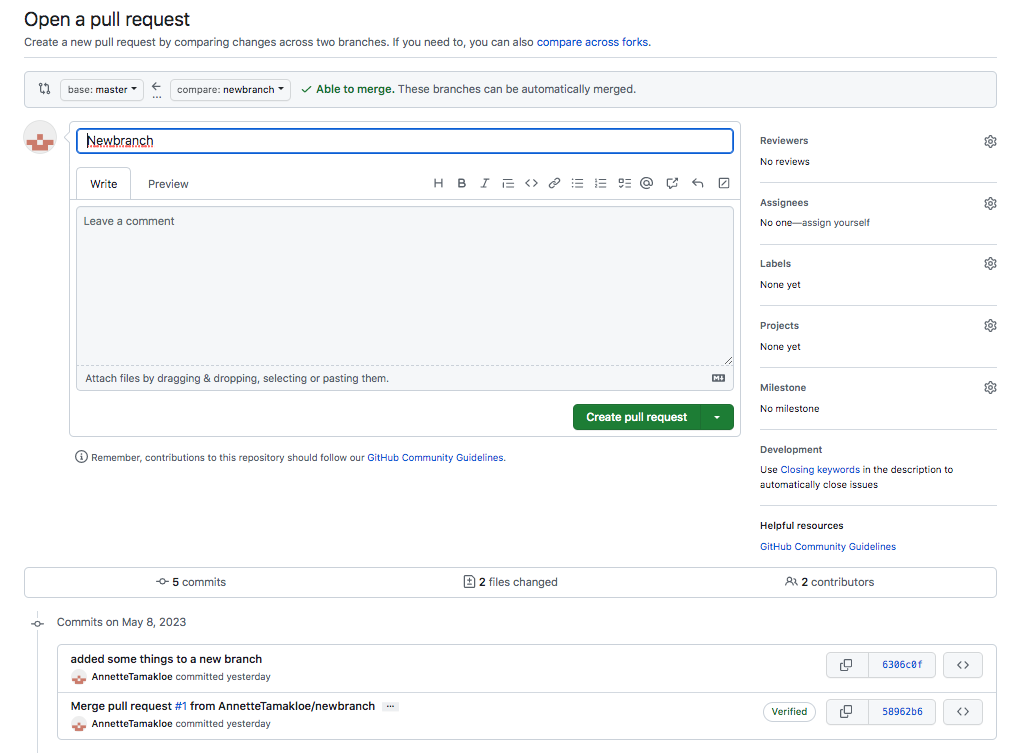 Open a pull request
Create a new pull request by comparing changes across two branches. If you need to, you can also compare across forks.
base: master compare: newbranch Able to merge. These branches can be automatically merged.
Newbranch
Write Preview
Leave a comment
Attach files by dragging & dropping, selecting or pasting them.
Create pull request
Remember, contributions to this repository should follow our GitHub Community Guidelines.
Reviewers
No reviews
Assignees
No one—assign yourself
Labels
None yet
Projects
None yet
Milestone
No milestone
Development
Use Closing keywords in the description to
automatically close issues
Helpful resources
GitHub Community Guidelines
5 commits 2 files changed 2 contributors
Commits on May 8, 2023
added some things to a new branch
AnnetteTamakloe committed yesterday
6306c0f
Merge pull request #1 from AnnetteTamakloe/newbranch ...
AnnetteTamakloe committed yesterday
Verified 58962b6